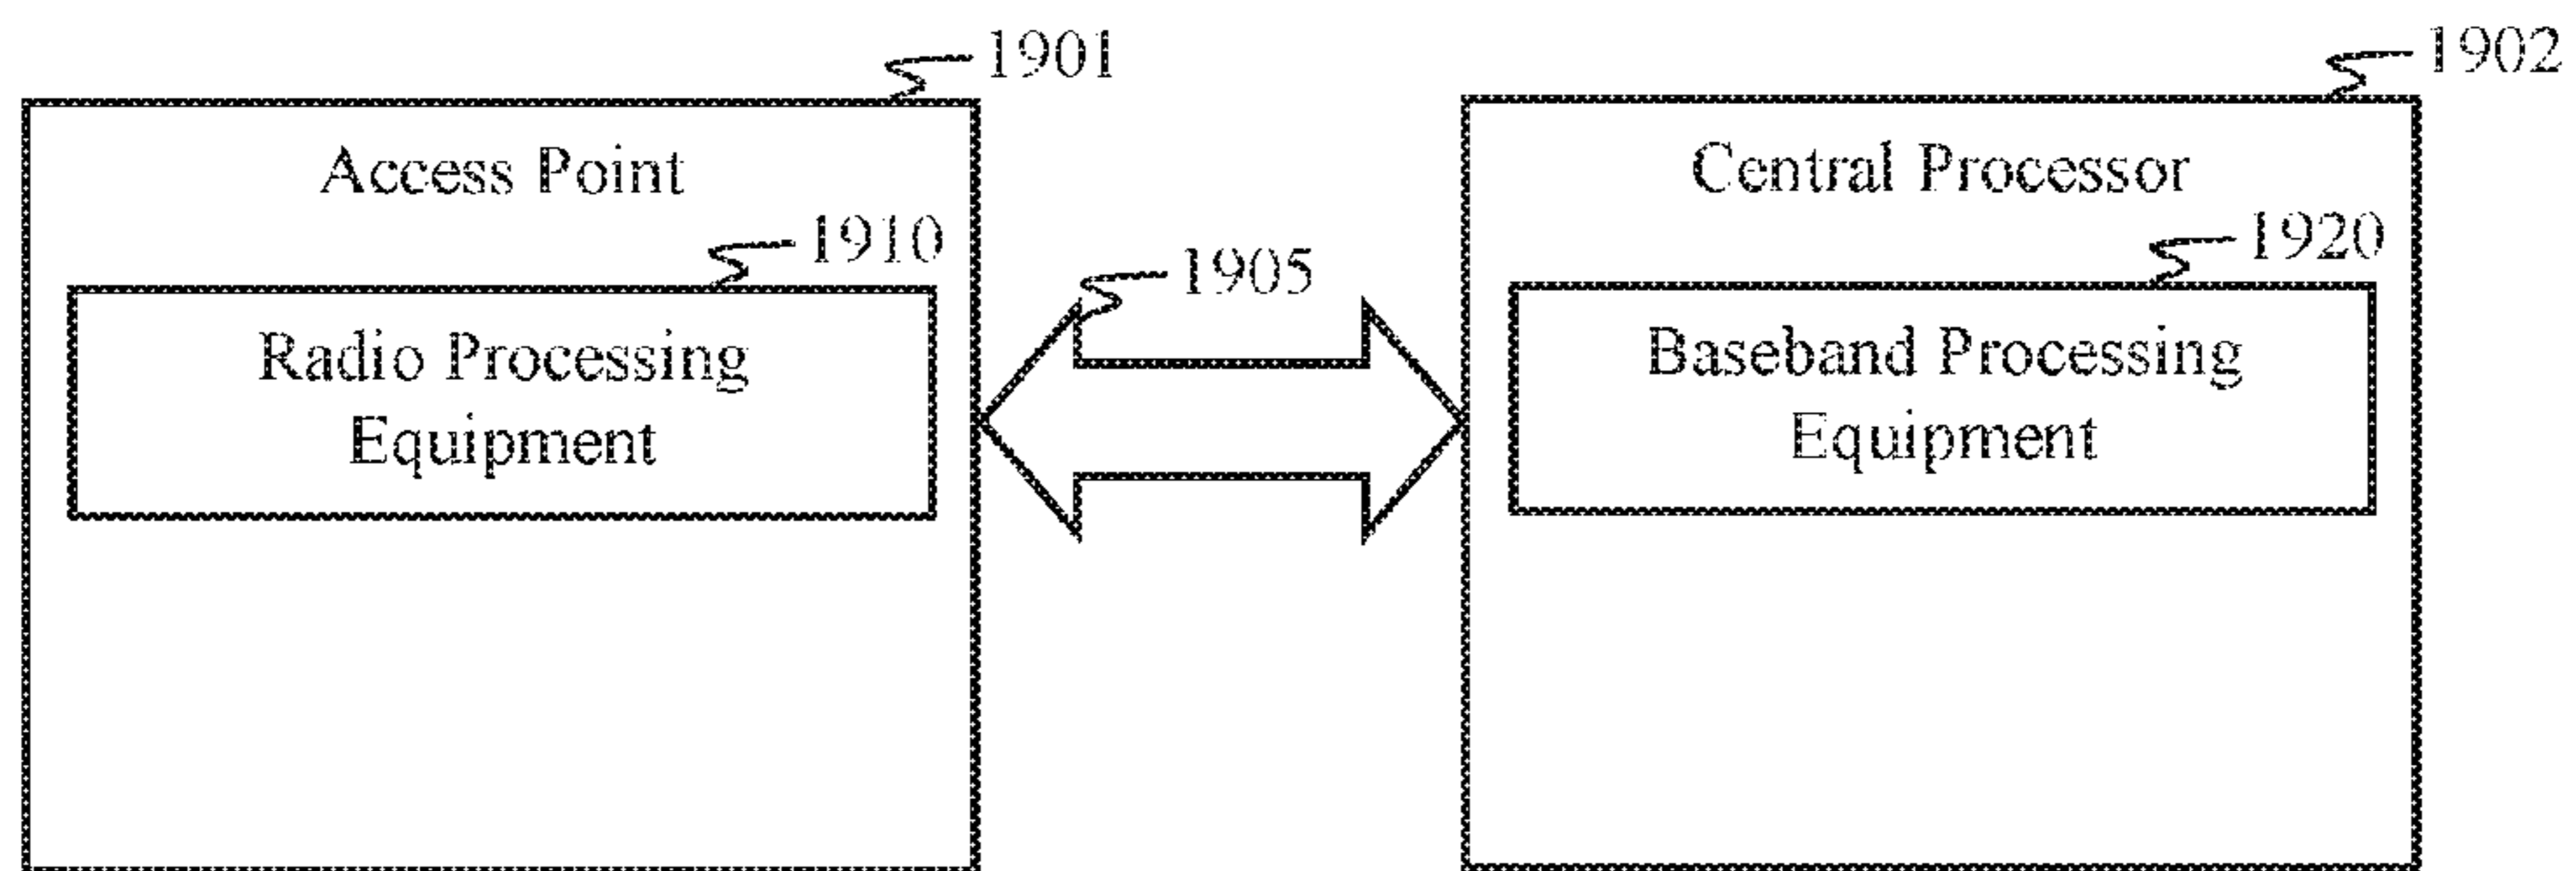 1901
1902
Access Point
Central Processor
1910
1920
1905
Radio Processing
Equipment
Baseband Processing
Equipment